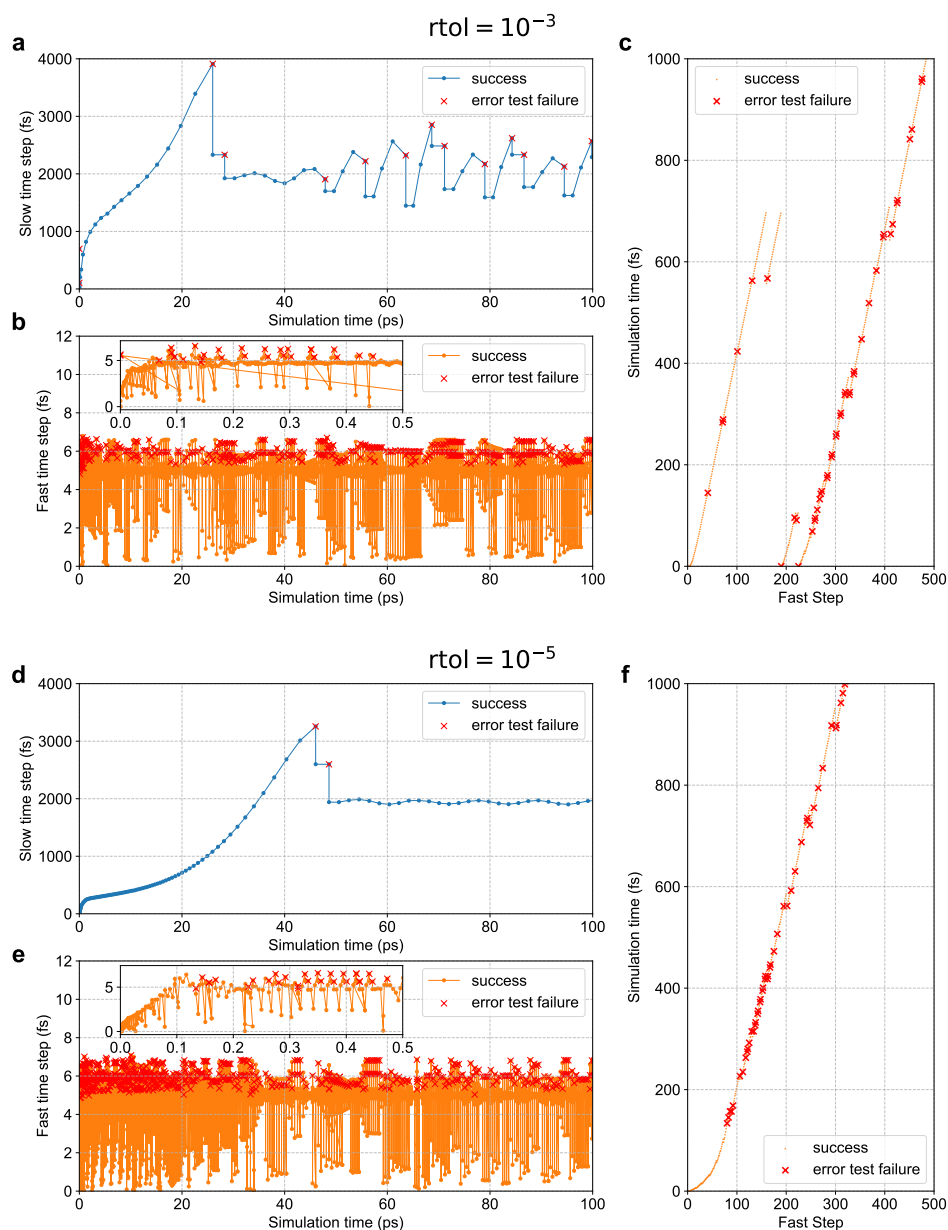 rtol = 10⁻³
a
4000
3000
2000
1000
0
Slow time step (fs)
success
error test failure
0 20 40 60 80 100
Simulation time (ps)
b
12
10
8
6
4
2
0
Fast time step (fs)
5
0
0.0 0.1 0.2 0.3 0.4 0.5
success
error test failure
0 20 40 60 80 100
Simulation time (ps)
c
1000
800
600
400
200
0
Simulation time (fs)
success
error test failure
0 100 200 300 400 500
Fast Step
rtol = 10⁻⁵
d
4000
3000
2000
1000
0
Slow time step (fs)
success
error test failure
0 20 40 60 80 100
Simulation time (ps)
e
12
10
8
6
4
2
0
Fast time step (fs)
5
0
0.0 0.1 0.2 0.3 0.4 0.5
success
error test failure
0 20 40 60 80 100
Simulation time (ps)
f
1000
800
600
400
200
0
Simulation time (fs)
success
error test failure
0 100 200 300 400 500
Fast Step